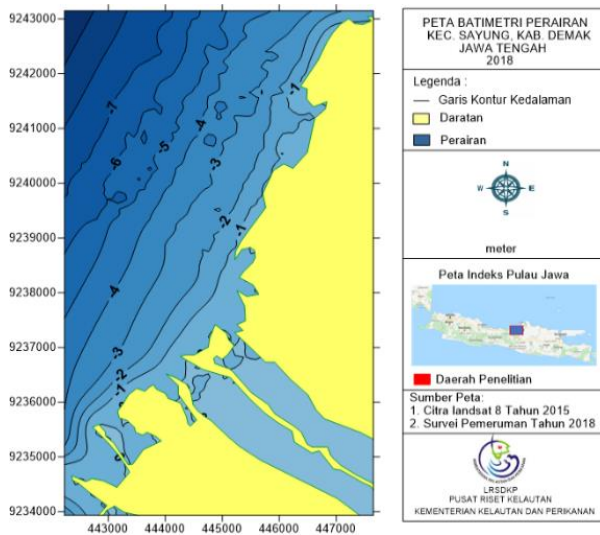 9243000
9242000
9241000
9240000
9239000
9238000
9237000
9236000
9235000
9234000
443000 444000 445000 446000 447000
-1
-7
-4
-5
-6
-3
-2
-1
-4
-3
-2
-1
PETA BATIMETRI PERAIRAN
KEC. SAYUNG, KAB. DEMAK
JAWA TENGAH
2018
Legenda :
Garis Kontur Kedalaman
Daratan
Perairan
N
W E
S
meter
Peta Indeks Pulau Jawa
Daerah Penelitian
Sumber Peta:
1. Citra landsat 8 Tahun 2015
2. Survei Pemeruman Tahun 2018
LRSDKP
PUSAT RISET KELAUTAN
KEMENTERIAN KELAUTAN DAN PERIKANAN